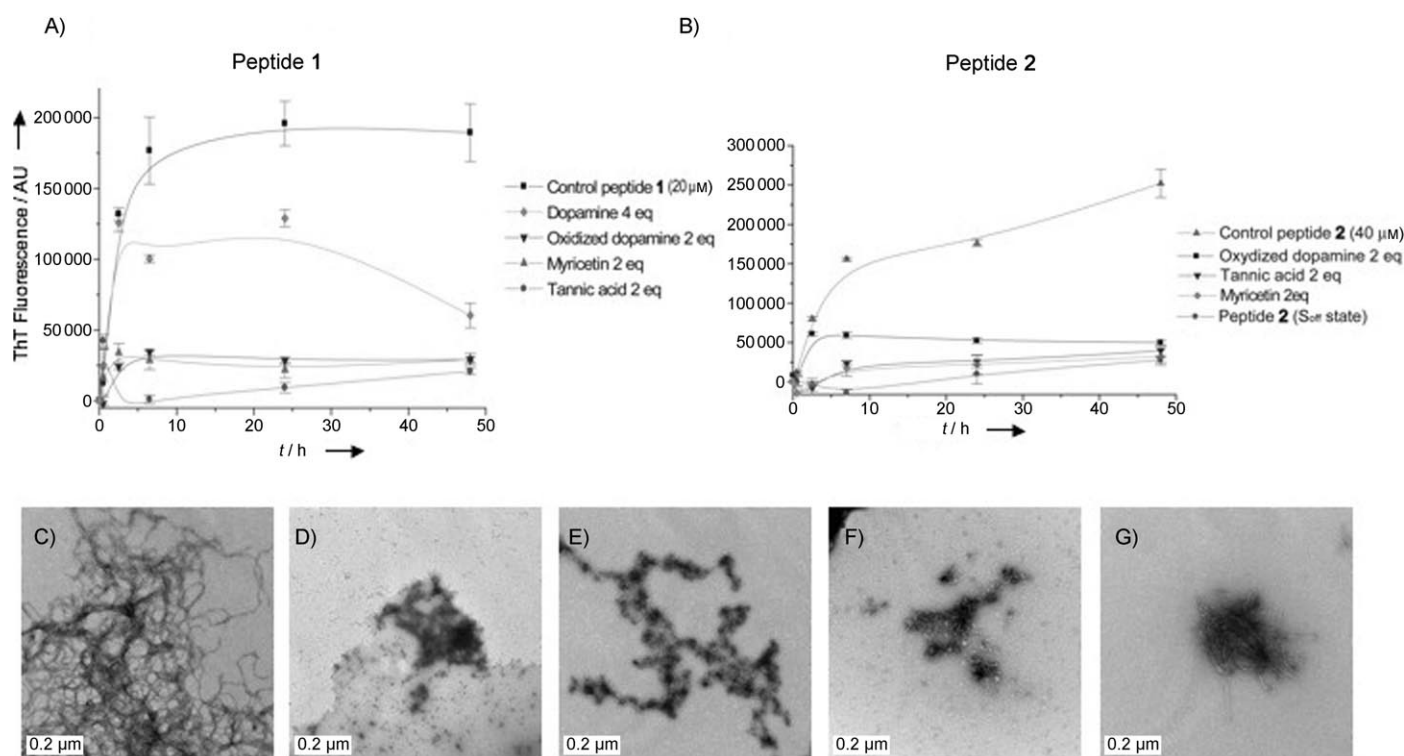 A)
Peptide 1
ThT Fluorescence / AU
200 000
150 000
100 000
50 000
0
0
10
20
30
40
50
t / h
Control peptide 1 (20 μM)
Dopamine 4 eq
Oxidized dopamine 2 eq
Myricetin 2 eq
Tannic acid 2 eq
B)
Peptide 2
300 000
250 000
200 000
150 000
100 000
50 000
0
0
10
20
30
40
50
t / h
Control peptide 2 (40 μM)
Oxydized dopamine 2 eq
Tannic acid 2 eq
Myricetin 2eq
Peptide 2 (Soff state)
C)
0.2 μm
D)
0.2 μm
E)
0.2 μm
F)
0.2 μm
G)
0.2 μm